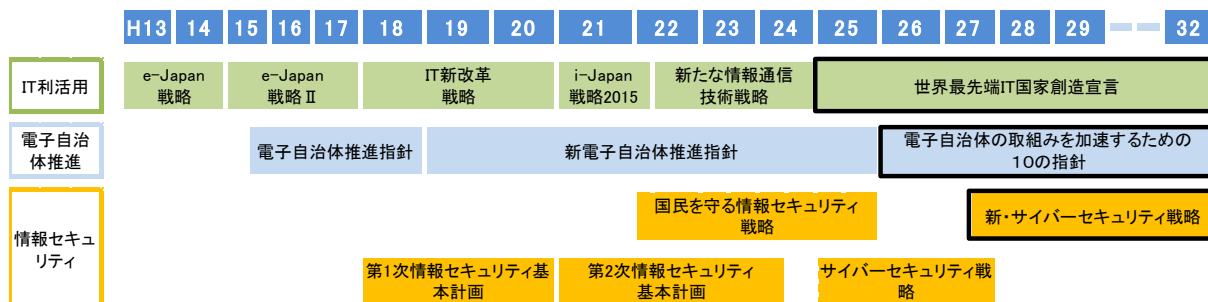 H13 14 15 16 17 18 19 20 21 22 23 24 25 26 27 28 29 32
IT利活用
e-Japan
戦略
e-Japan
戦略Ⅱ
IT新改革
戦略
i-Japan
戦略2015
新たな情報通信
技術戦略
世界最先端IT国家創造宣言
電子自治
体推進
電子自治体推進指針
新電子自治体推進指針
電子自治体の取組みを加速するための
10の指針
情報セキュ
リティ
国民を守る情報セキュリティ
戦略
新・サイバーセキュリティ戦略
第1次情報セキュリティ基
本計画
第2次情報セキュリティ
基本計画
サイバーセキュリティ戦
略